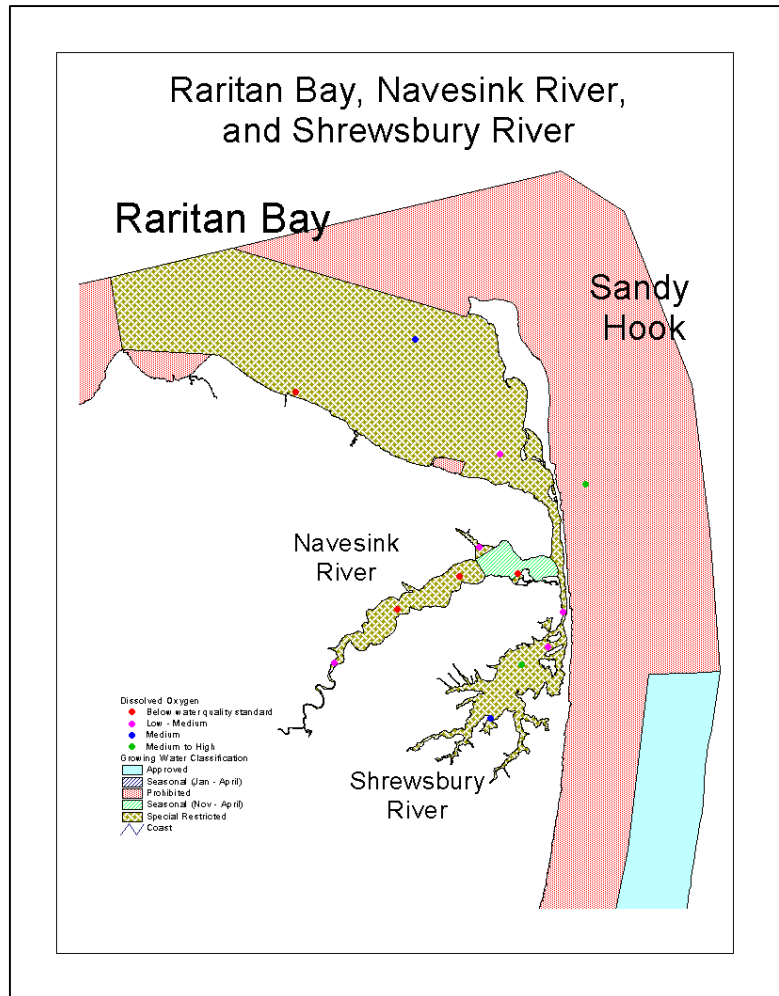 Raritan Bay, Navesink River,
and Shrewsbury River
Raritan Bay
Sandy
Hook
Navesink
River
Shrewsbury
River
Dissolved Oxygen
Below water quality standard
Low - Medium
Medium
Medium to High
Growing Water Classification
Approved
Seasonal (Jan - April)
Prohibited
Seasonal (Nov - April)
Special Restricted
Coast